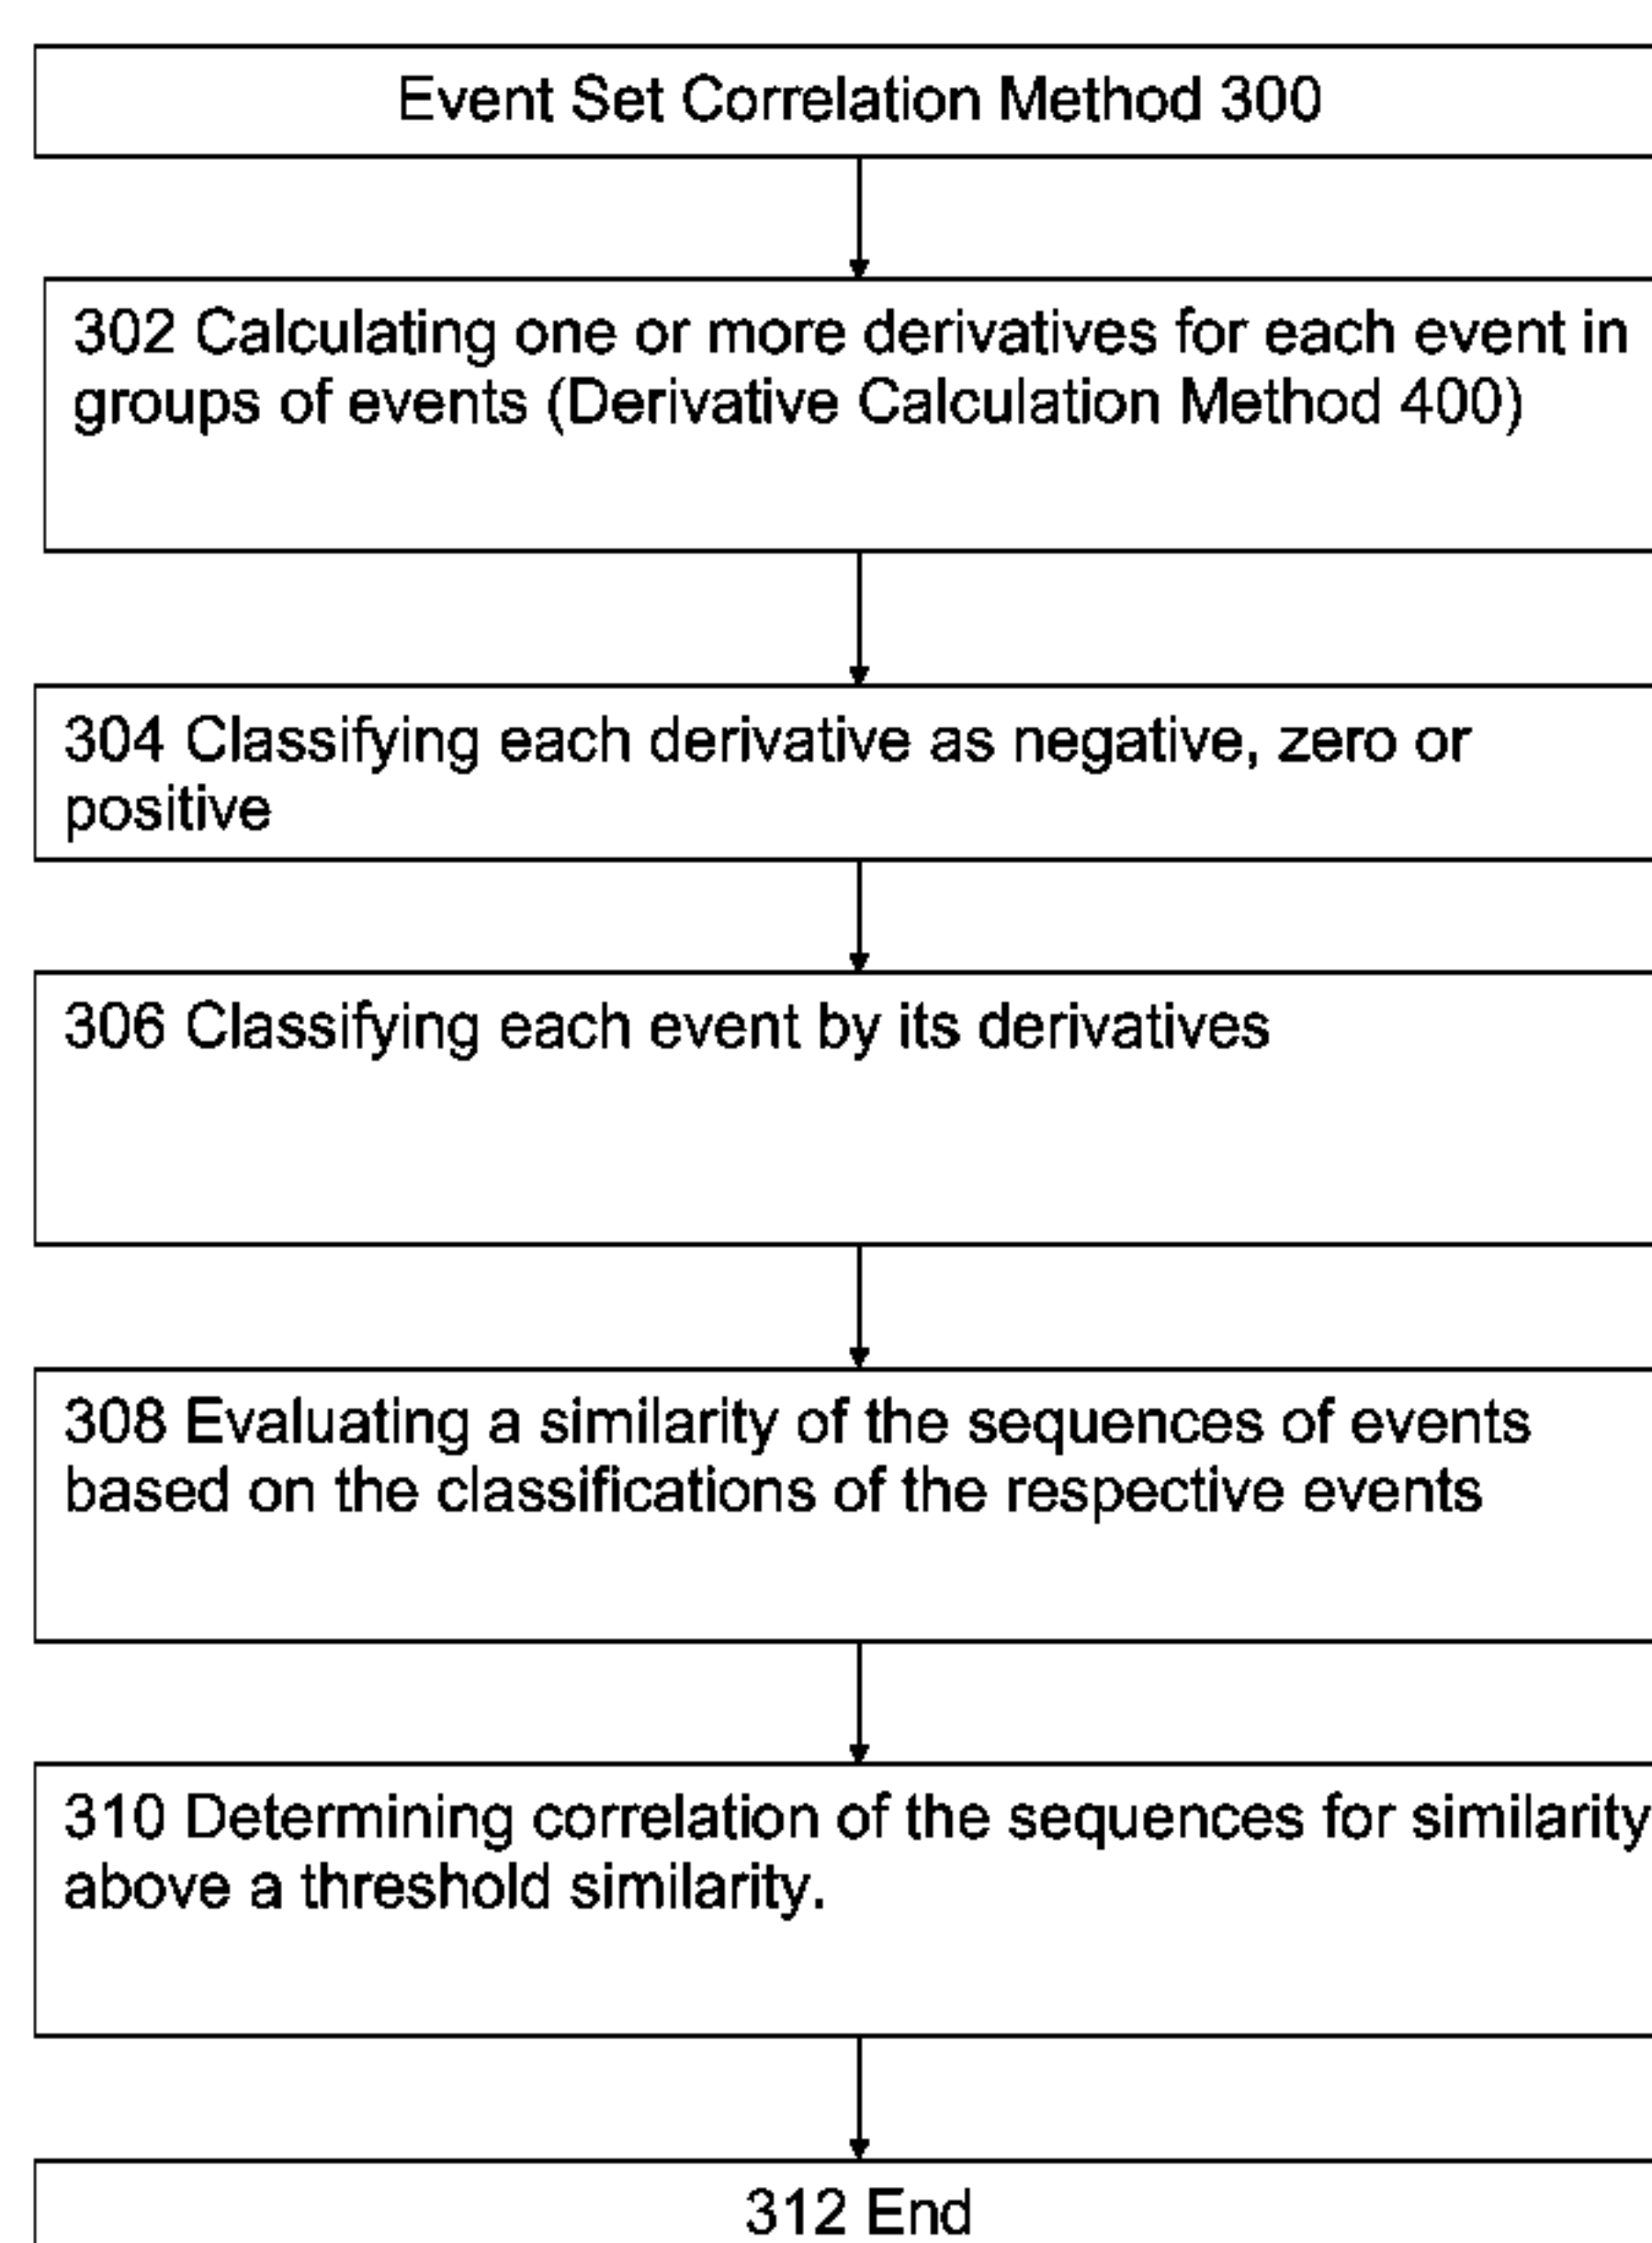 Event Set Correlation Method 300
302 Calculating one or more derivatives for each event in
groups of events (Derivative Calculation Method 400)
304 Classifying each derivative as negative, zero or
positive
306 Classifying each event by its derivatives
308 Evaluating a similarity of the sequences of events
based on the classifications of the respective events
310 Determining correlation of the sequences for similarity
above a threshold similarity.
312 End